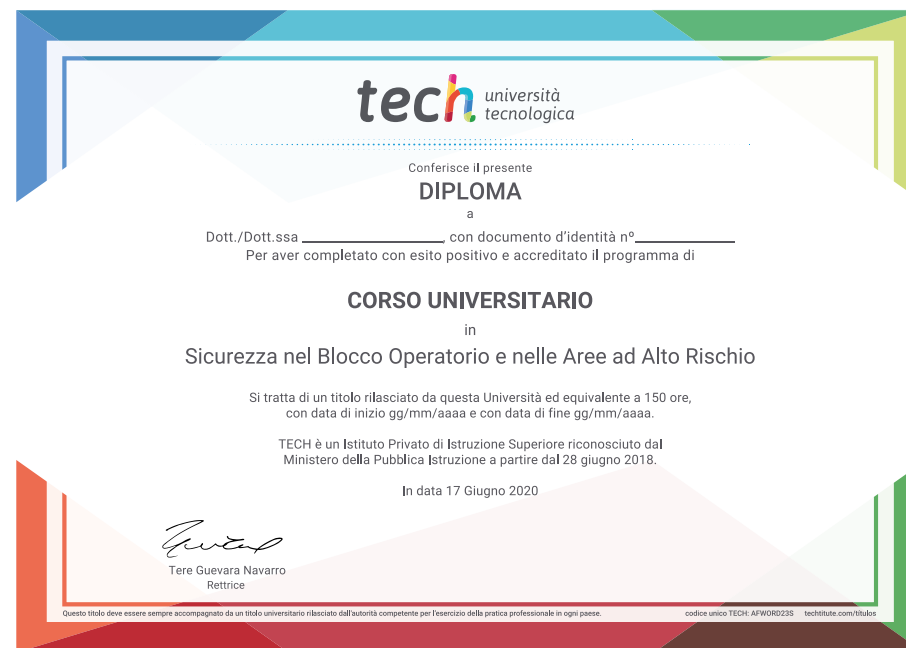 tech università
tecnologica
Conferisce il presente
DIPLOMA
a
Dott./Dott.ssa ____________________, con documento d'identità nº______________
Per aver completato con esito positivo e accreditato il programma di
CORSO UNIVERSITARIO
in
Sicurezza nel Blocco Operatorio e nelle Aree ad Alto Rischio
Si tratta di un titolo rilasciato da questa Università ed equivalente a 150 ore,
con data di inizio gg/mm/aaaa e con data di fine gg/mm/aaaa.
TECH è un Istituto Privato di Istruzione Superiore riconosciuto dal
Ministero della Pubblica Istruzione a partire dal 28 giugno 2018.
In data 17 Giugno 2020
Tere Guevara Navarro
Rettrice
Questo titolo deve essere sempre accompagnato da un titolo universitario rilasciato dall'autorità competente per l'esercizio della pratica professionale in ogni paese. codice unico TECH: AFWORD23S techtitute.com/títulos